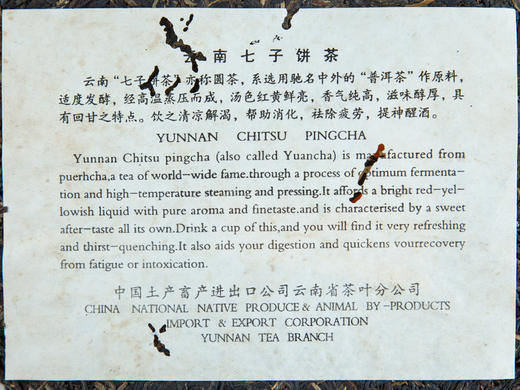 云南七子饼茶
云南“七子饼茶”亦称圆茶，系选用驰名中外的“普洱茶”作原料，
适度发酵，经高温蒸压而成，汤色红黄鲜亮，香气纯高，滋味醇厚，具
有回甘之特点。饮之清凉解渴，帮助消化，祛除疲劳，提神醒酒。
YUNNAN CHITSU PINGCHA
Yunnan Chitsu pingcha (also called Yuancha) is manufactured from
puerhcha,a tea of world-wide fame.through a process of optimum fermenta-
tion and high-temperature steaming and pressing.It affords a bright red-yel-
lowish liquid with pure aroma and finetaste.and is characterised by a sweet
after-taste all its own.Drink a cup of this,and you will find it very refreshing
and thirst-quenching.It also aids your digestion and quickens vourrecovery
from fatigue or intoxication.
中国土产畜产进出口公司云南省茶叶分公司
CHINA NATIONAL NATIVE PRODUCE & ANIMAL BY-PRODUCTS
IMPORT & EXPORT CORPORATION
YUNNAN TEA BRANCH